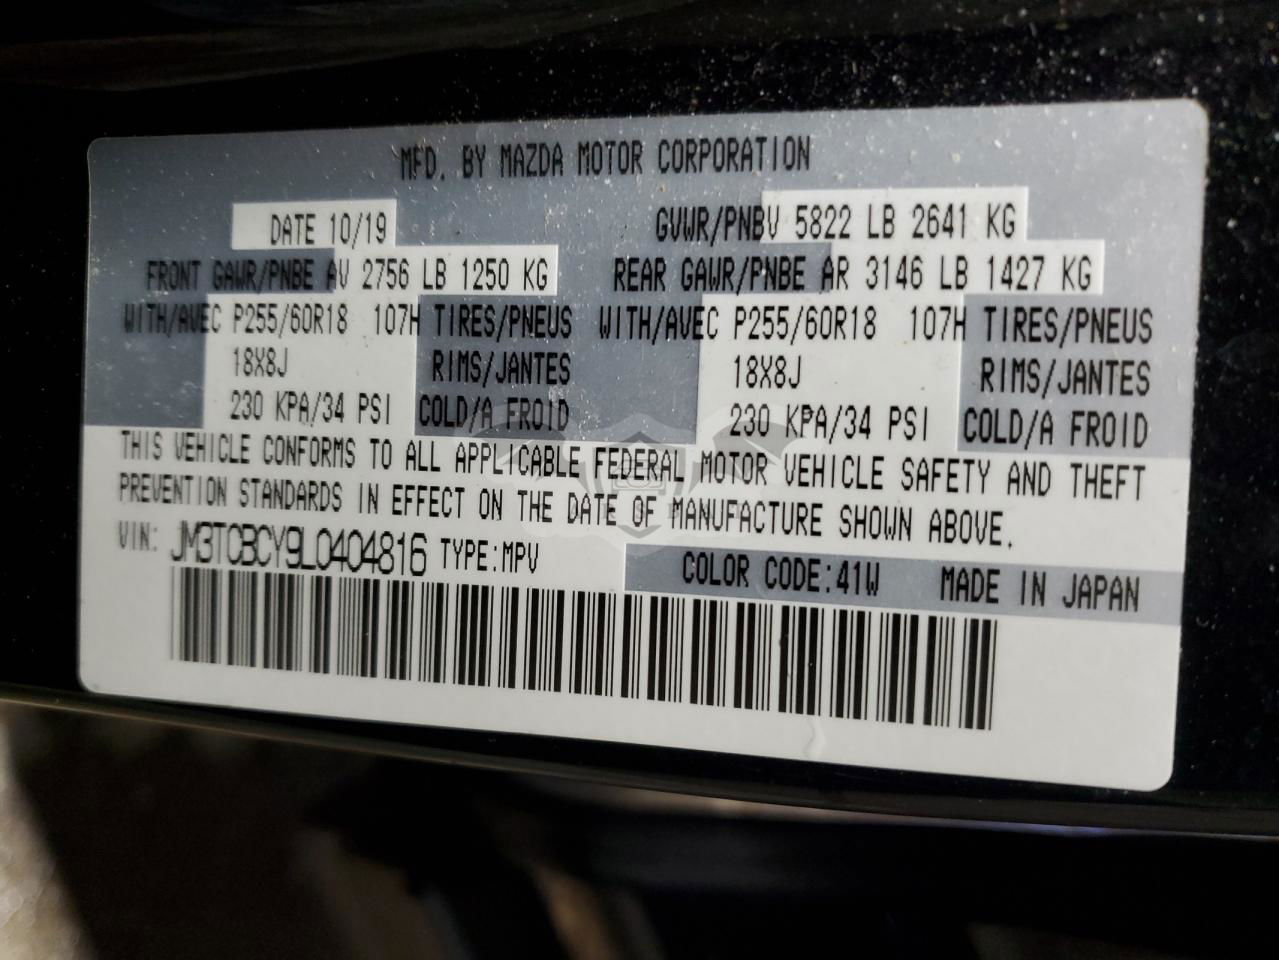 MFD. BY MAZDA MOTOR CORPORATION
DATE 10/19 GVWR/PNBV 5822 LB 2641 KG
FRONT GAWR/PNBE AV 2756 LB 1250 KG REAR GAWR/PNBE AR 3146 LB 1427 KG
WITH/AVEC P255/60R18 107H TIRES/PNEUS WITH/AVEC P255/60R18 107H TIRES/PNEUS
18X8J RIMS/JANTES 18X8J RIMS/JANTES
230 KPA/34 PSI COLD/A FROID 230 KPA/34 PSI COLD/A FROID
THIS VEHICLE CONFORMS TO ALL APPLICABLE FEDERAL MOTOR VEHICLE SAFETY AND THEFT
PREVENTION STANDARDS IN EFFECT ON THE DATE OF MANUFACTURE SHOWN ABOVE.
VIN: JM3TCBCY9L0404816 TYPE:MPV COLOR CODE:41W MADE IN JAPAN